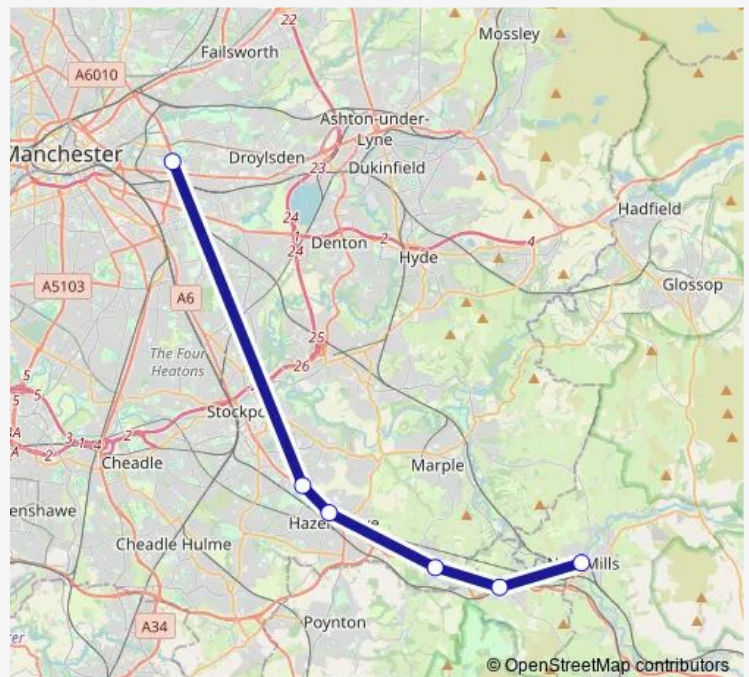 22
Failsworth
Mossley
A6010
Ashton-under-
Lyne
Manchester
Droylsden
23
Dukinfield
Hadfield
24
1
24
Denton
2
4
Hyde
Glossop
A5103
A6
The Four
Heatons
25
26
5
5
5
Stockpo
3
1
4
2
2
Cheadle
Marple
enshawe
Haze
Cheadle Hulme
Mills
A34
Poynton
© OpenStreetMap contributors